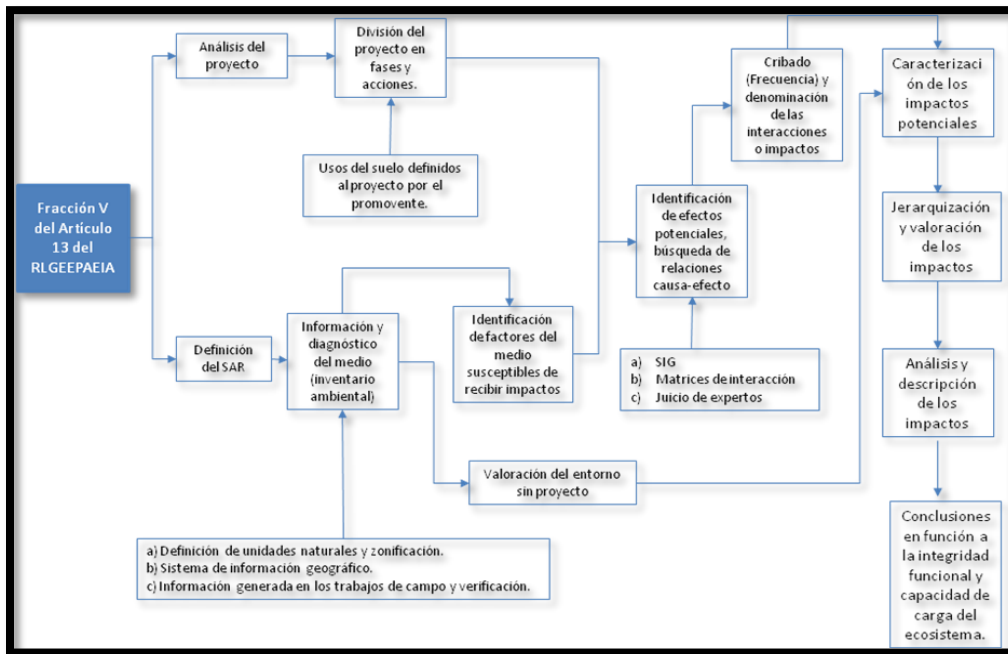 Análisis del
proyecto
División del
proyecto en
fases y
acciones.
Usos del suelo definidos
al proyecto por el
promovente.
Fracción V
del Artículo
13 del
RLGEEPAEIA
Definición
del SAR
Información y
diagnóstico
del medio
(inventario
ambiental)
Identificación
de factores del
medio
susceptibles de
recibir impactos
a) Definición de unidades naturales y zonificación.
b) Sistema de información geográfico.
c) Información generada en los trabajos de campo y verificación.
Valoración del entorno
sin proyecto
Identificación
de efectos
potenciales,
búsqueda de
relaciones
causa-efecto
a) SIG
b) Matrices de interacción
c) Juicio de expertos
Cribado
(Frecuencia) y
denominación
de las
interacciones
o impactos
Caracterizaci
ón de los
impactos
potenciales
Jerarquización
y valoración
de los
impactos
Análisis y
descripción
de los
impactos
Conclusiones
en función a
la integridad
funcional y
capacidad de
carga del
ecosistema.